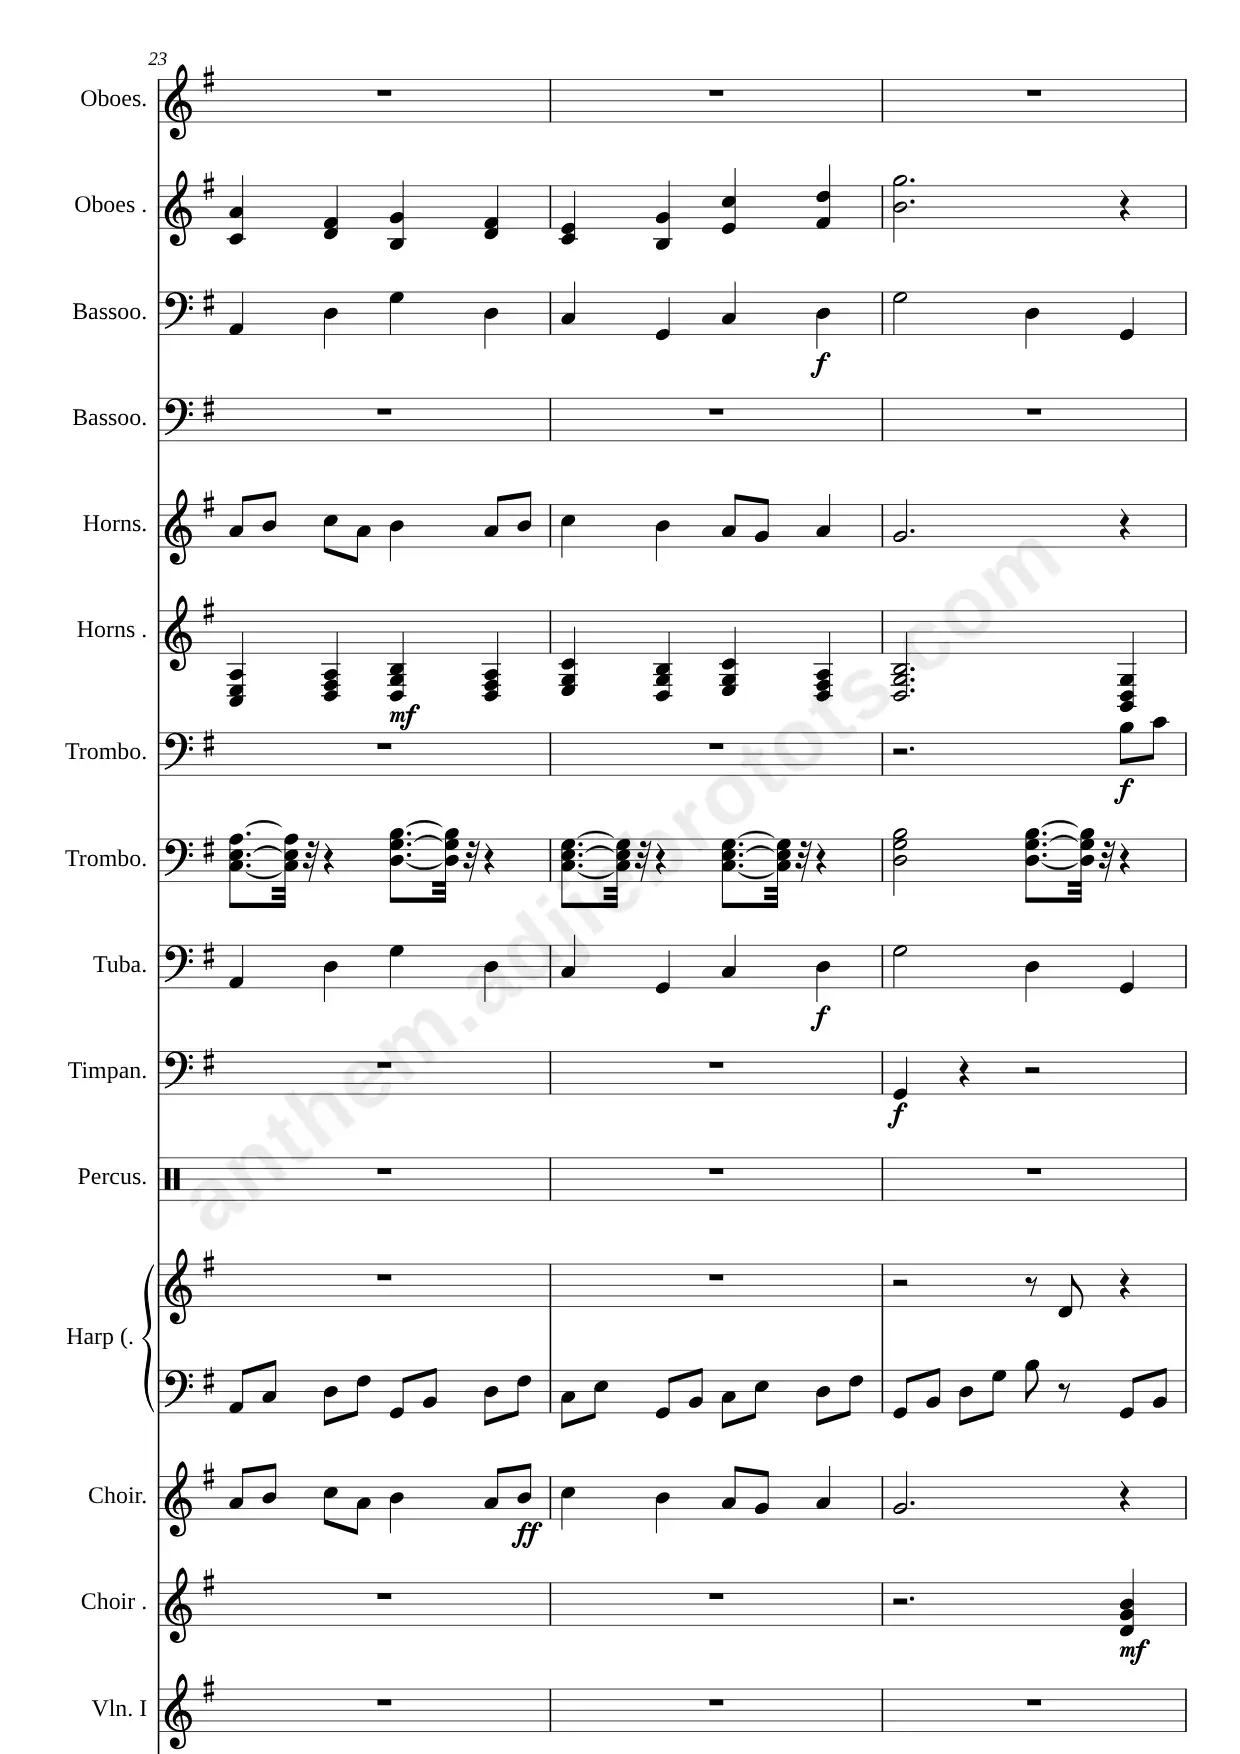 23
Oboes.
Oboes .
Bassoo.
f
Bassoo.
Horns.
Horns .
mf
Trombo.
f
Trombo.
Tuba.
f
Timpan.
f
Percus.
Harp (.
Choir.
ff
Choir .
mf
Vln. I
anthem.adjiebrotots.com